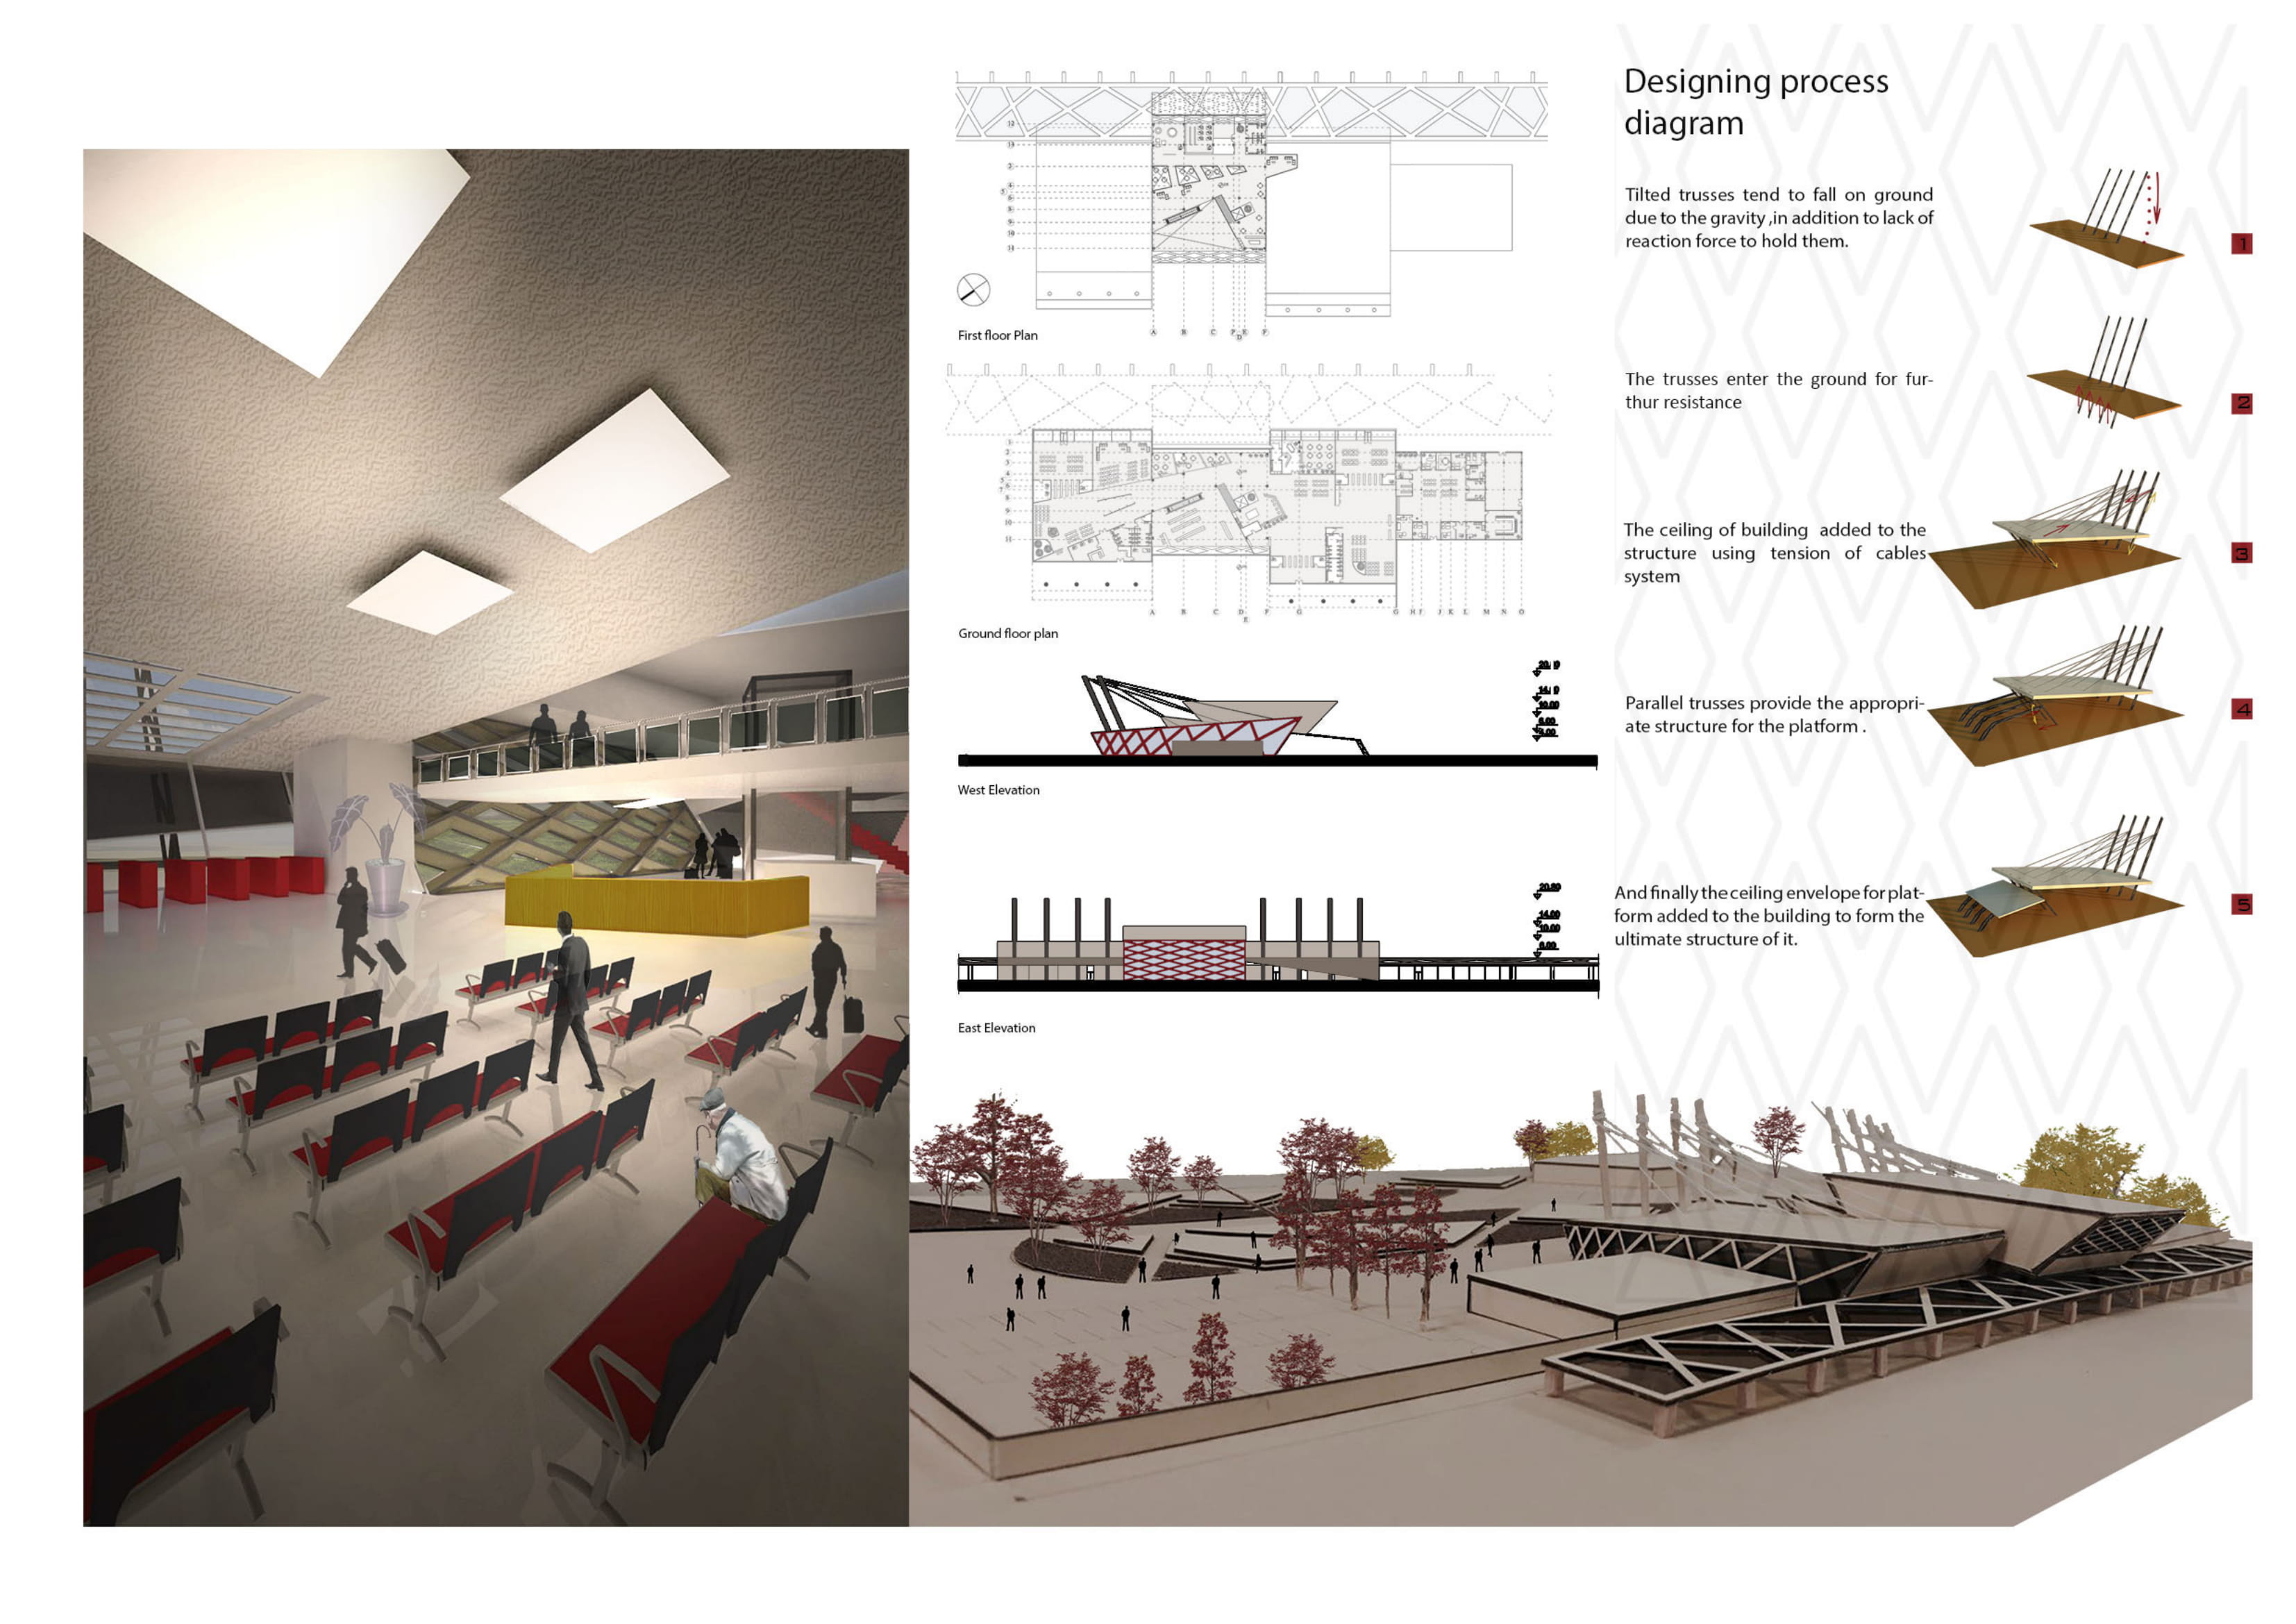 First floor Plan
Ground floor plan
West Elevation
East Elevation
Designing process
diagram
Tilted trusses tend to fall on ground
due to the gravity ,in addition to lack of
reaction force to hold them.
1
The trusses enter the ground for fur-
thur resistance
2
The ceiling of building added to the
structure using tension of cables
system
3
Parallel trusses provide the appropri-
ate structure for the platform .
4
And finally the ceiling envelope for plat-
form added to the building to form the
ultimate structure of it.
5